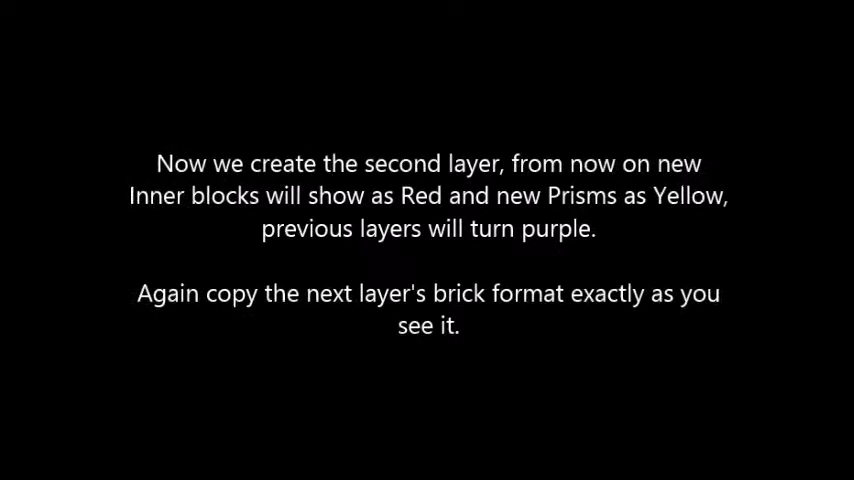 Now we create the second layer, from now on new
Inner blocks will show as Red and new Prisms as Yellow,
previous layers will turn purple.
Again copy the next layer's brick format exactly as you
see it.